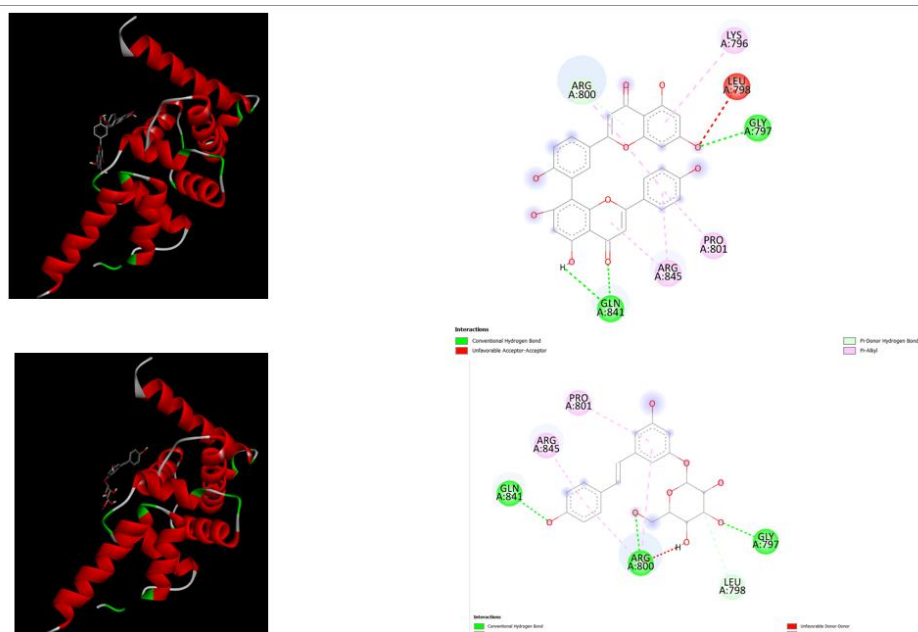 LYS
A:796
LEU
A:798
ARG
A:800
GLY
A:797
PRO
A:801
ARG
A:845
GLN
A:841
H
O
O
O
O
O
O
O
O
O
O
Interactions
Conventional Hydrogen Bond
Unfavorable Acceptor-Acceptor
Pi-Donor Hydrogen Bond
Pi-Alkyl
PRO
A:801
ARG
A:845
GLN
A:841
GLY
A:797
ARG
A:800
LEU
A:798
O
O
O
O
O
O
O
O
H
Interactions
Conventional Hydrogen Bond
Unfavorable Donor-Donor